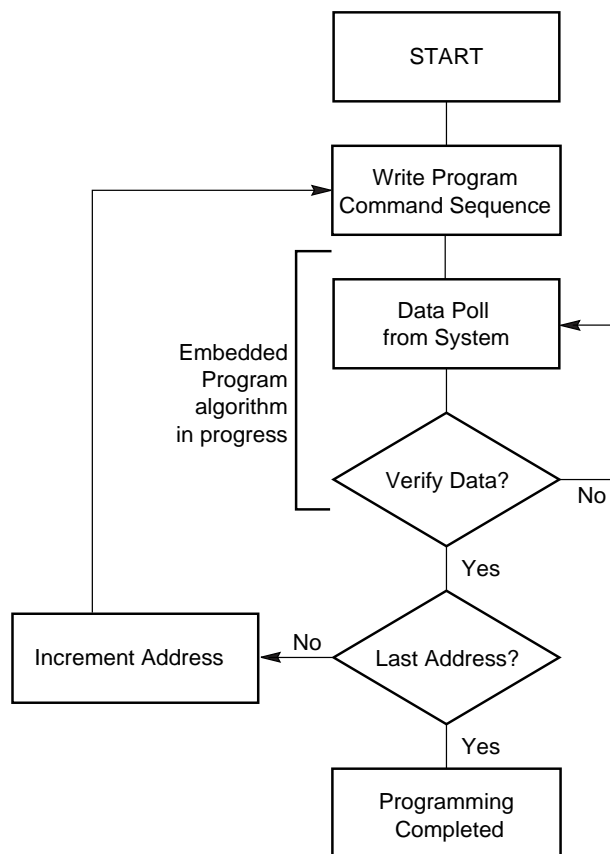 START
Write Program
Command Sequence
Data Poll
from System
Embedded
Program
algorithm
in progress
Verify Data?
No
Yes
Increment Address
No
Last Address?
Yes
Programming
Completed